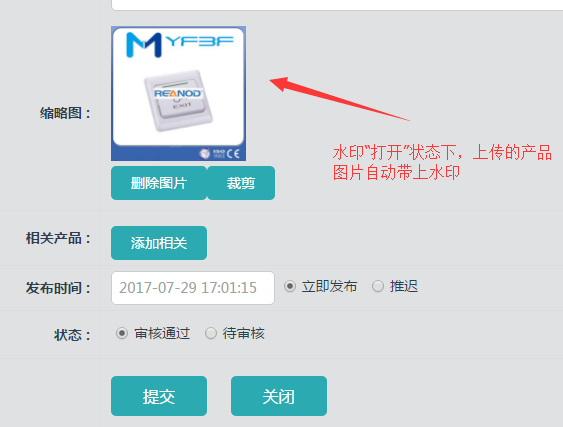 MYFBF
REANOD
EXIT
CE
缩略图：
水印“打开”状态下，上传的产品
图片自动带上水印
删除图片
裁剪
相关产品：
添加相关
发布时间：
2017-07-29 17:01:15
立即发布
推迟
状态：
审核通过
待审核
提交
关闭